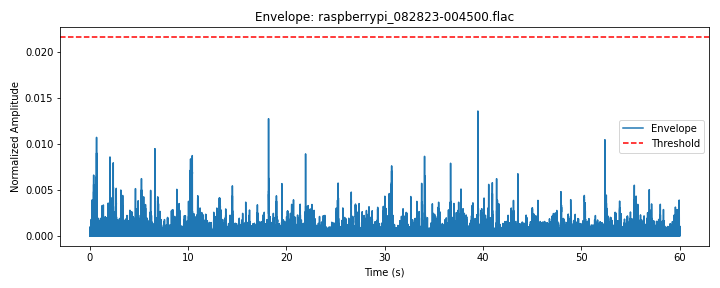 Envelope: raspberrypi_082823-004500.flac
Normalized Amplitude
0.020
0.015
0.010
0.005
0.000
Envelope
Threshold
0 10 20 30 40 50 60
Time (s)